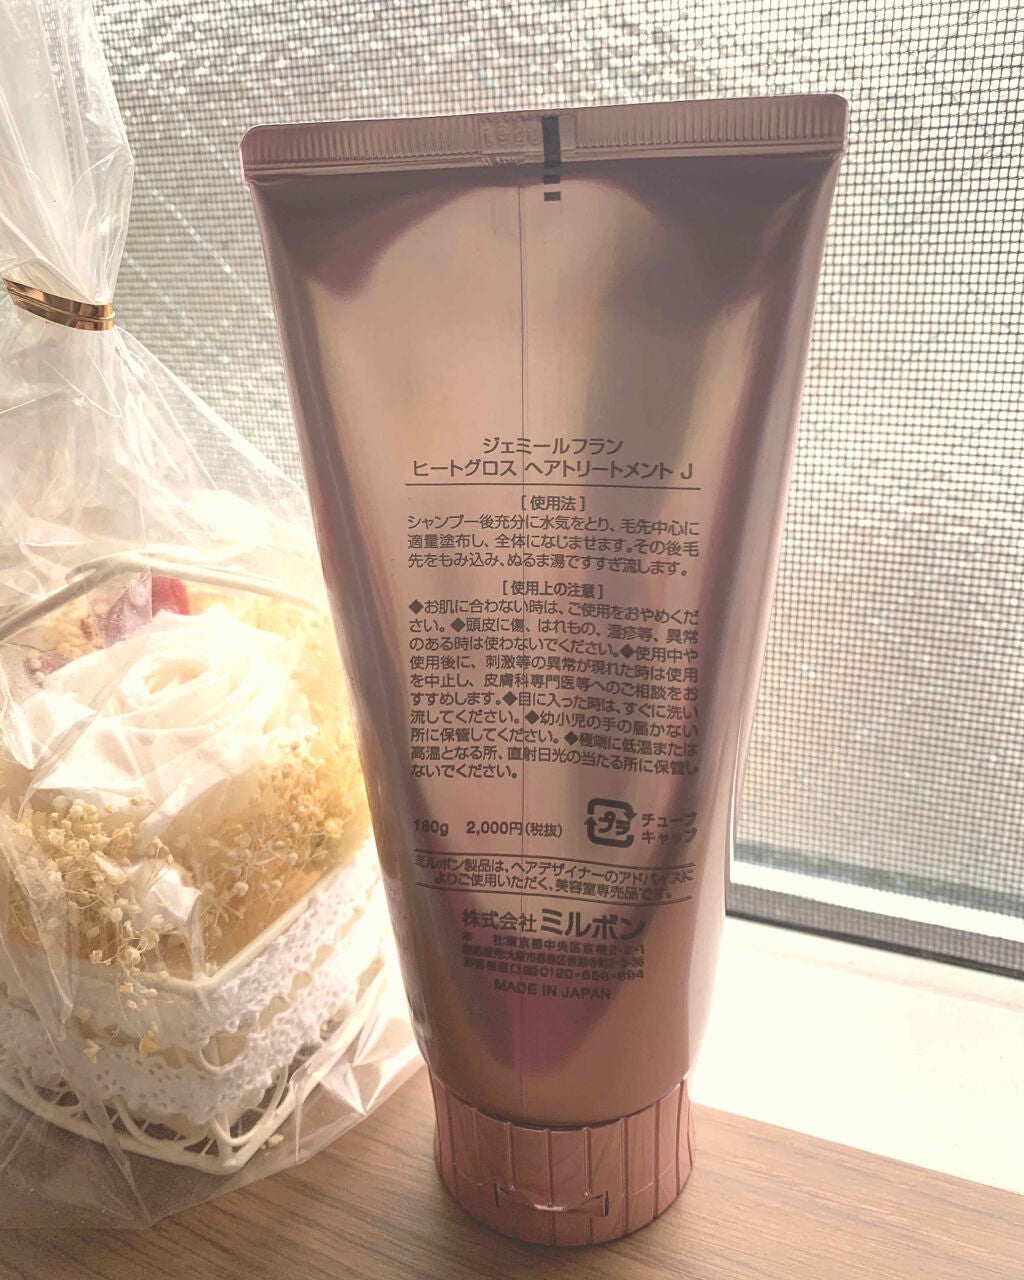 ジェミールフラン
ヒートグロス ヘアトリートメント J
[使用法]
シャンプー後充分に水気をとり、毛先中心に
適量塗布し、全体になじませます。その後毛
先をもみ込み、ぬるま湯ですすぎ流します。
[使用上の注意]
◆お肌に合わない時は、ご使用をおやめくだ
さい。◆頭皮に傷、はれもの、湿疹等、異常
のある時は使わないでください。◆使用中や
使用後に、刺激等の異常が現れた時は使用
を中止し、皮膚科専門医等へのご相談をお
すすめします。◆目に入った時は、すぐに洗い
流してください。◆幼小児の手の届かない
所に保管してください。◆極端に低温または
高温となる所、直射日光の当たる所に保管し
ないでください。
180g 2,000円(税抜)
プラ
チューブ
キャップ
ミルボン製品は、ヘアデザイナーのアドバイスに
よりご使用いただく、美容室専売品です。
株式会社ミルボン
本 社 東京都中央区京橋2-2-1
MADE IN JAPAN